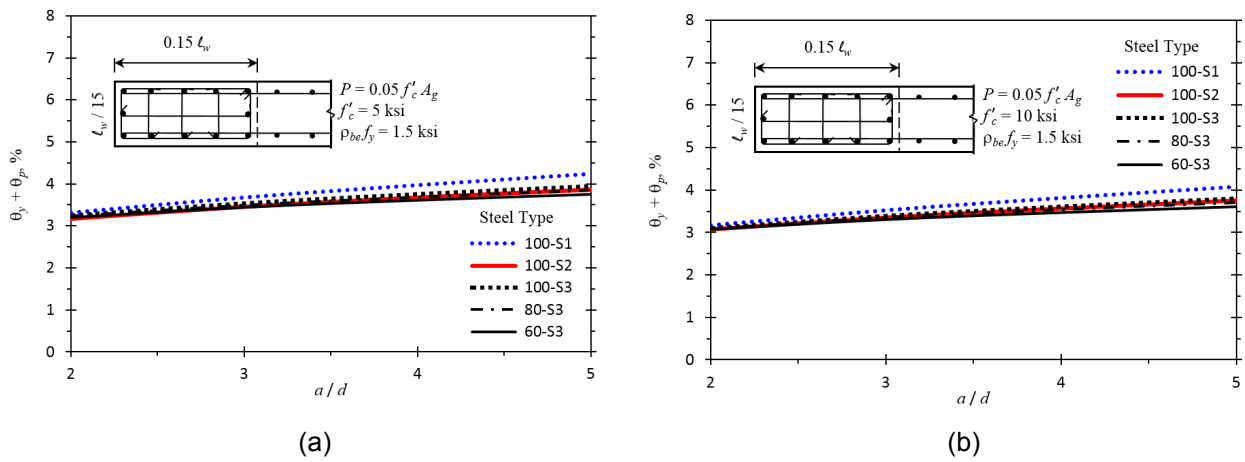 8
7
6
5
4
3
2
1
0
θy + θp, %
0.15 ℓw
ℓw / 15
P = 0.05 f′c Ag
f′c = 5 ksi
ρbe fy = 1.5 ksi
Steel Type
100-S1
100-S2
100-S3
80-S3
60-S3
2 3 4 5
a / d
(a)
8
7
6
5
4
3
2
1
0
θy + θp, %
0.15 ℓw
ℓw / 15
P = 0.05 f′c Ag
f′c = 10 ksi
ρbe fy = 1.5 ksi
Steel Type
100-S1
100-S2
100-S3
80-S3
60-S3
2 3 4 5
a / d
(b)